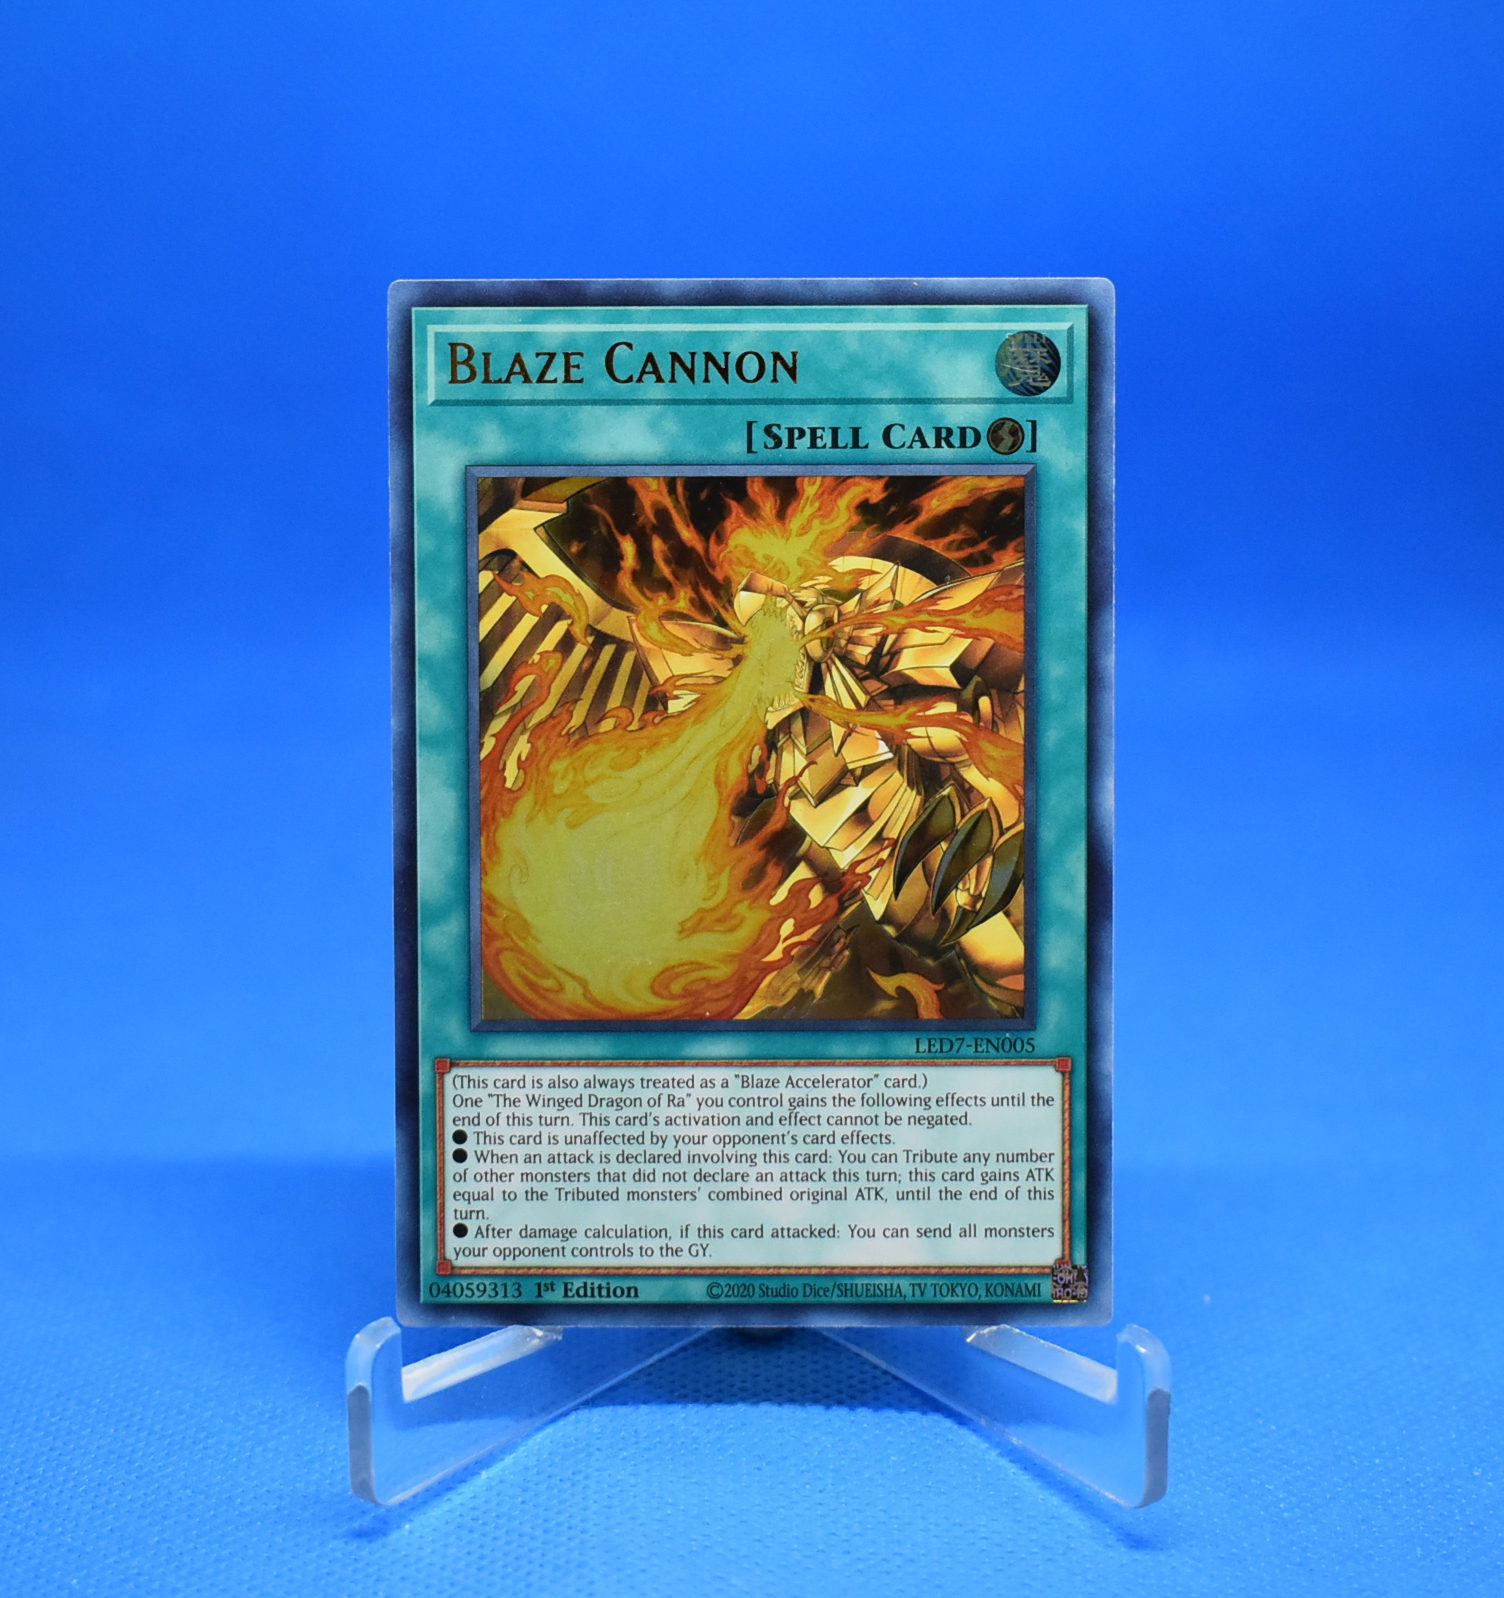 BLAZE CANNON
魔
[SPELL CARD]
LED7-EN005
(This card is also always treated as a "Blaze Accelerator" card.)
One "The Winged Dragon of Ra" you control gains the following effects until the
end of this turn. This card's activation and effect cannot be negated.
● This card is unaffected by your opponent's card effects.
● When an attack is declared involving this card: You can Tribute any number
of other monsters that did not declare an attack this turn; this card gains ATK
equal to the Tributed monsters' combined original ATK, until the end of this
turn.
● After damage calculation, if this card attacked: You can send all monsters
your opponent controls to the GY.
04059313 1st Edition ©2020 Studio Dice/SHUEISHA, TV TOKYO, KONAMI